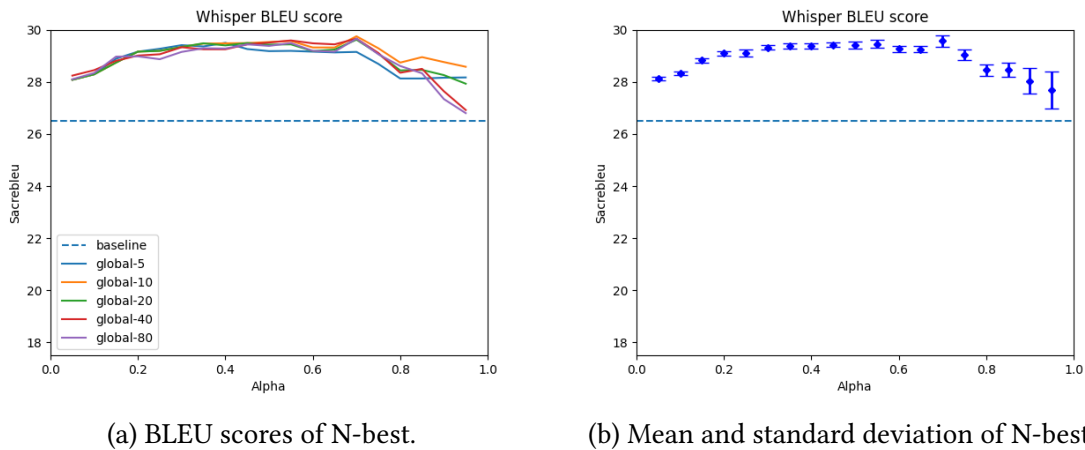 Whisper BLEU score
30
28
26
24
22
20
18
Sacrebleu
baseline
global-5
global-10
global-20
global-40
global-80
0.0 0.2 0.4 0.6 0.8 1.0
Alpha
(a) BLEU scores of N-best.
Whisper BLEU score
30
28
26
24
22
20
18
Sacrebleu
0.0 0.2 0.4 0.6 0.8 1.0
Alpha
(b) Mean and standard deviation of N-best